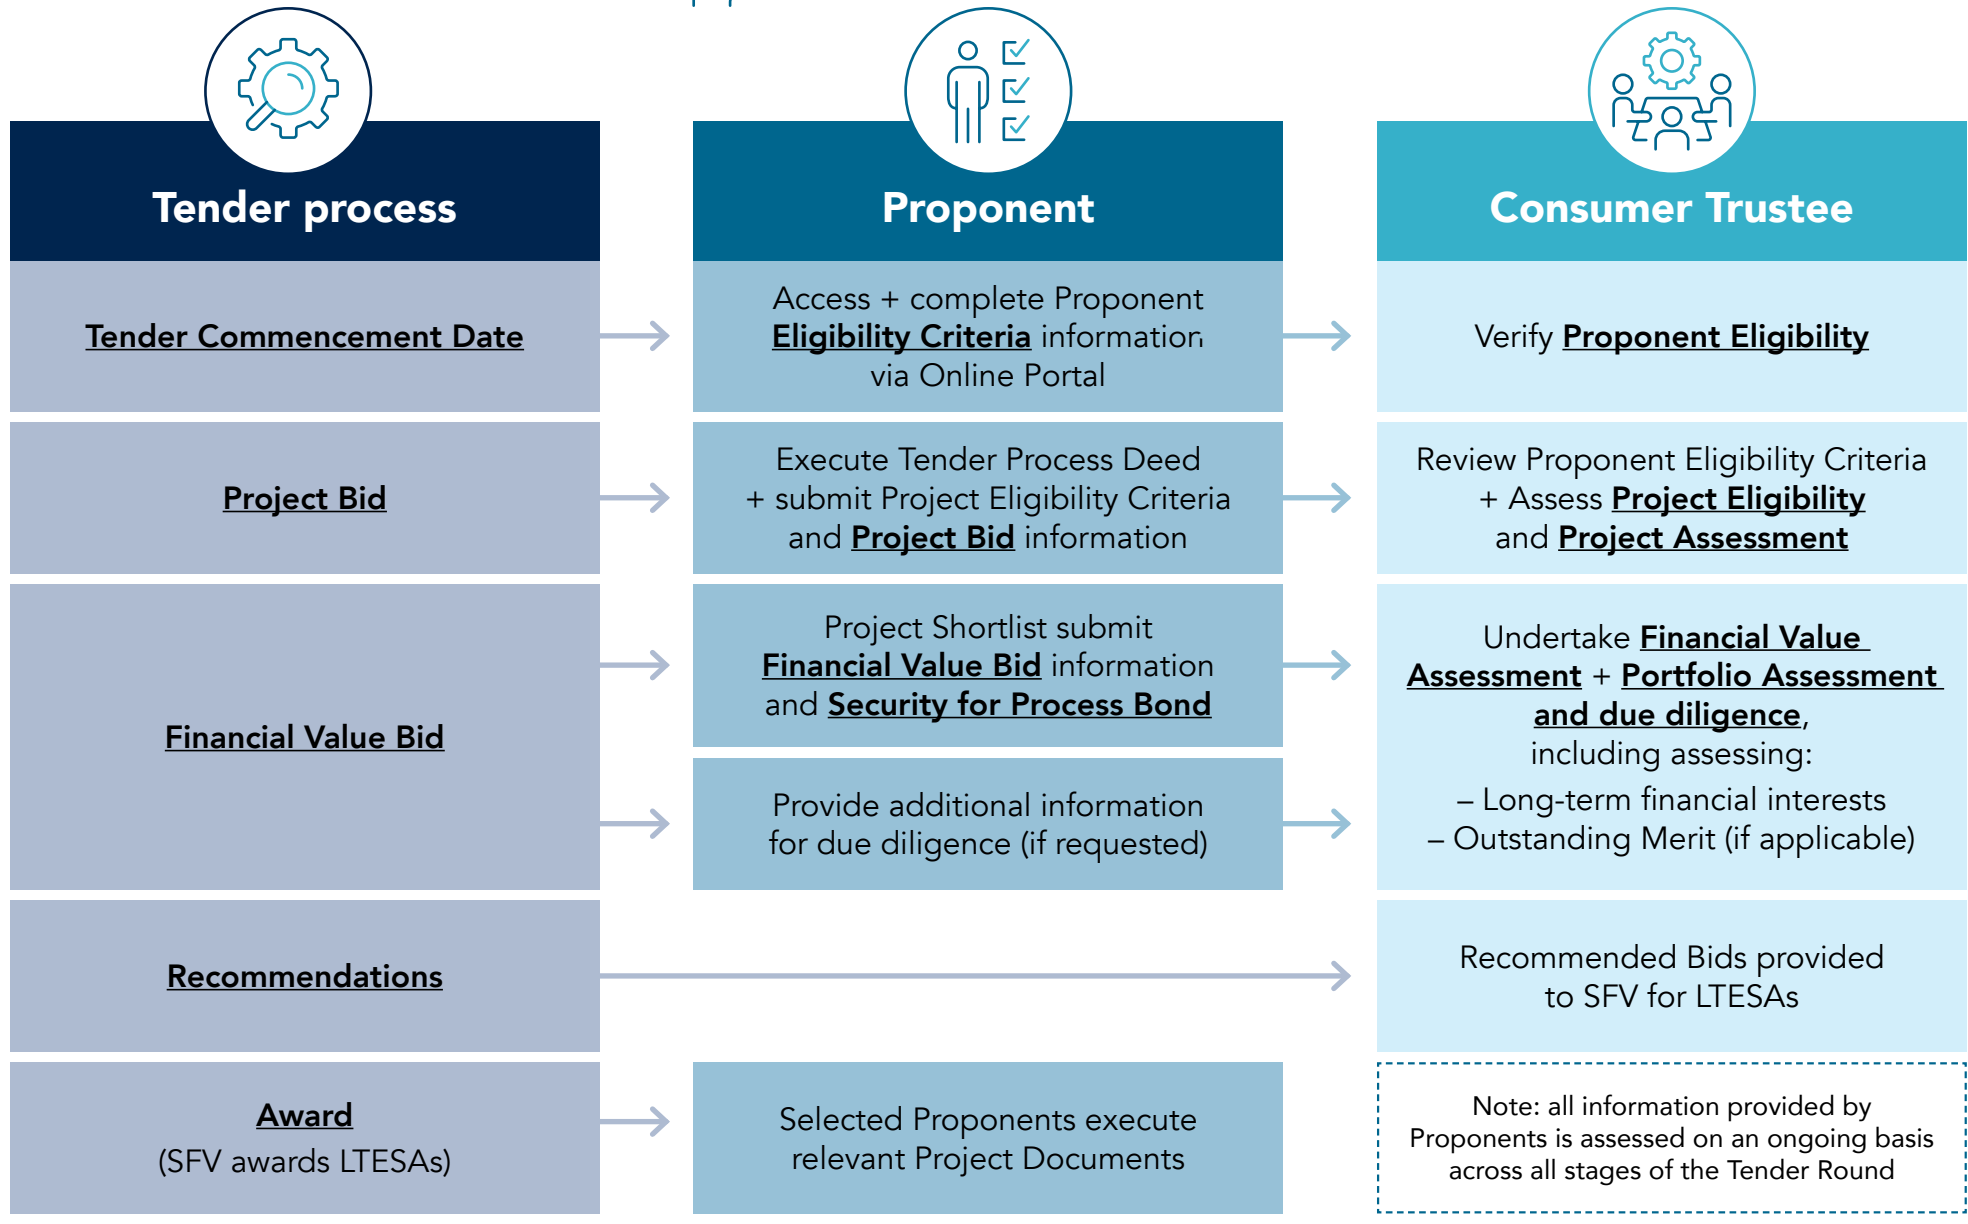 Tender process
Proponent
Consumer Trustee
Tender Commencement Date
Access + complete Proponent
Eligibility Criteria information
via Online Portal
Verify Proponent Eligibility
Project Bid
Execute Tender Process Deed
+ submit Project Eligibility Criteria
and Project Bid information
Review Proponent Eligibility Criteria
+ Assess Project Eligibility
and Project Assessment
Financial Value Bid
Project Shortlist submit
Financial Value Bid information
and Security for Process Bond
Provide additional information
for due diligence (if requested)
Undertake Financial Value
Assessment + Portfolio Assessment
and due diligence,
including assessing:
– Long-term financial interests
– Outstanding Merit (if applicable)
Recommendations
Recommended Bids provided
to SFV for LTESAs
Award
(SFV awards LTESAs)
Selected Proponents execute
relevant Project Documents
Note: all information provided by
Proponents is assessed on an ongoing basis
across all stages of the Tender Round